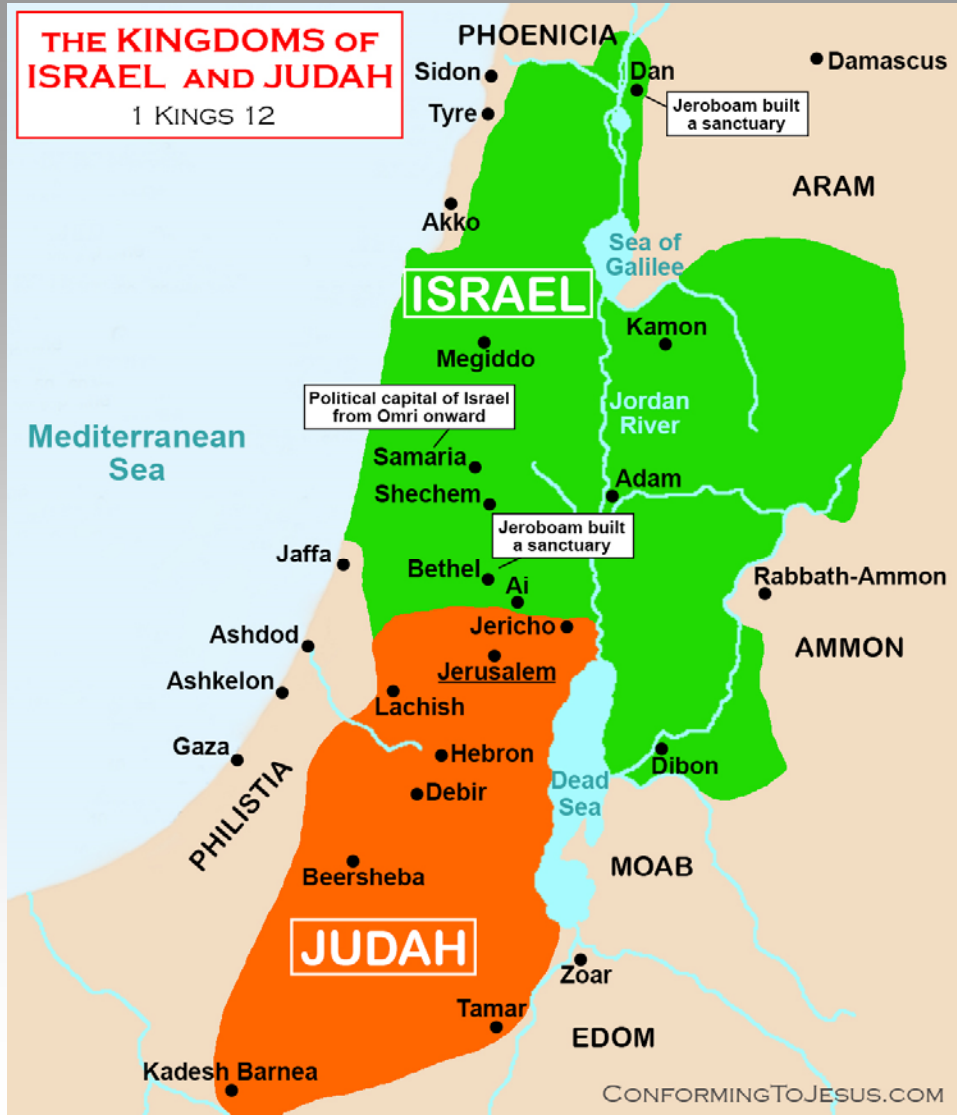 THE KINGDOMS OF
ISRAEL AND JUDAH
1 KINGS 12
PHOENICIA
Sidon
Dan
Damascus
Tyre
Jeroboam built
a sanctuary
ARAM
Akko
Sea of
Galilee
ISRAEL
Kamon
Megiddo
Political capital of Israel
from Omri onward
Jordan
River
Mediterranean
Sea
Samaria
Adam
Shechem
Jeroboam built
a sanctuary
Jaffa
Bethel
Ai
Rabbath-Ammon
Jericho
Ashdod
AMMON
Jerusalem
Ashkelon
Lachish
Gaza
Hebron
Dibon
Dead
Sea
Debir
PHILISTIA
MOAB
Beersheba
JUDAH
Zoar
Tamar
EDOM
Kadesh Barnea
CONFORMINGTOJESUS.COM